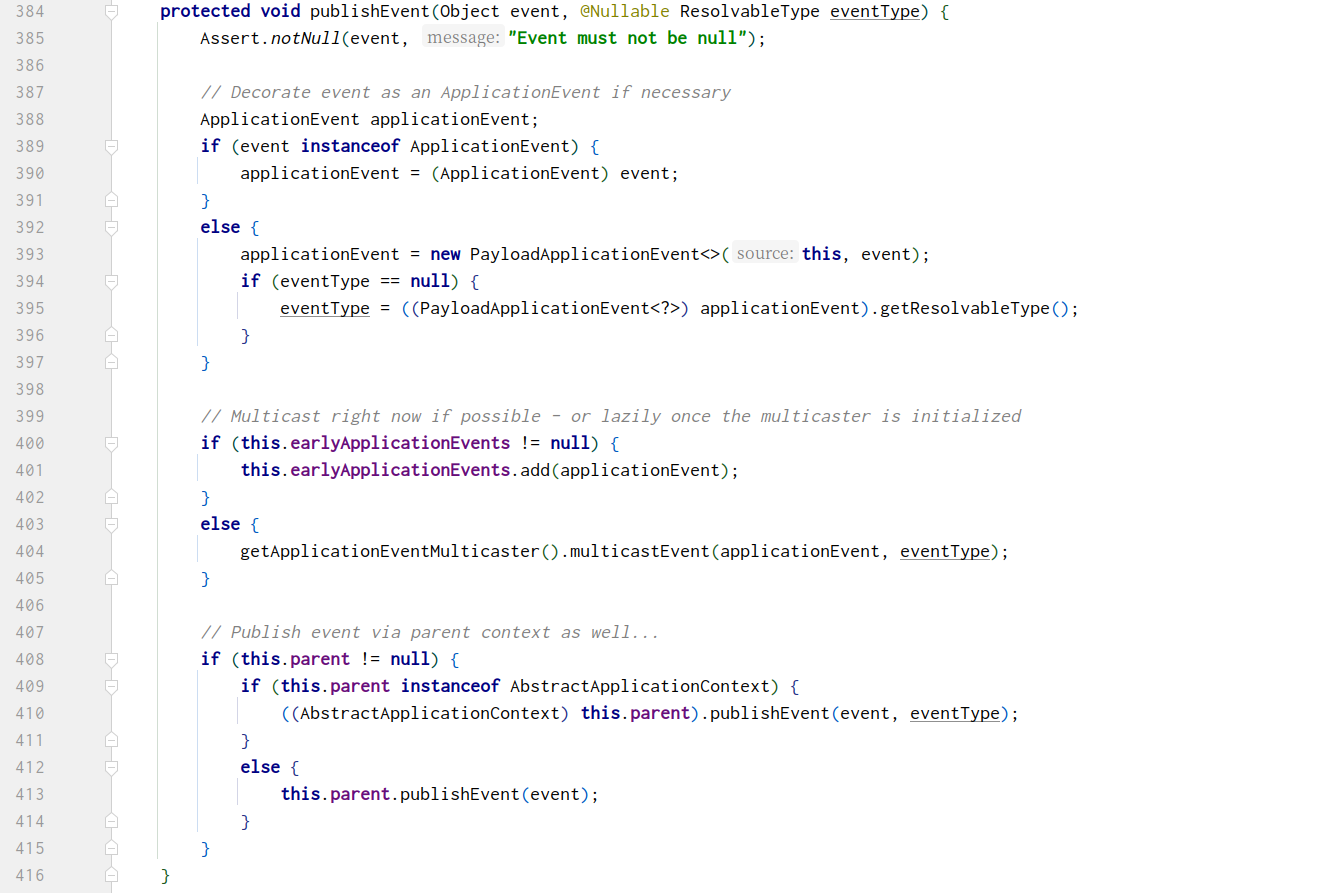 384 protected void publishEvent(Object event, @Nullable ResolvableType eventType) {
385     Assert.notNull(event, message: "Event must not be null");
386
387     // Decorate event as an ApplicationEvent if necessary
388     ApplicationEvent applicationEvent;
389     if (event instanceof ApplicationEvent) {
390         applicationEvent = (ApplicationEvent) event;
391     }
392     else {
393         applicationEvent = new PayloadApplicationEvent<>( source: this, event);
394         if (eventType == null) {
395             eventType = ((PayloadApplicationEvent<?>) applicationEvent).getResolvableType();
396         }
397     }
398
399     // Multicast right now if possible - or lazily once the multicaster is initialized
400     if (this.earlyApplicationEvents != null) {
401         this.earlyApplicationEvents.add(applicationEvent);
402     }
403     else {
404         getApplicationEventMulticaster().multicastEvent(applicationEvent, eventType);
405     }
406
407     // Publish event via parent context as well...
408     if (this.parent != null) {
409         if (this.parent instanceof AbstractApplicationContext) {
410             ((AbstractApplicationContext) this.parent).publishEvent(event, eventType);
411         }
412         else {
413             this.parent.publishEvent(event);
414         }
415     }
416 }